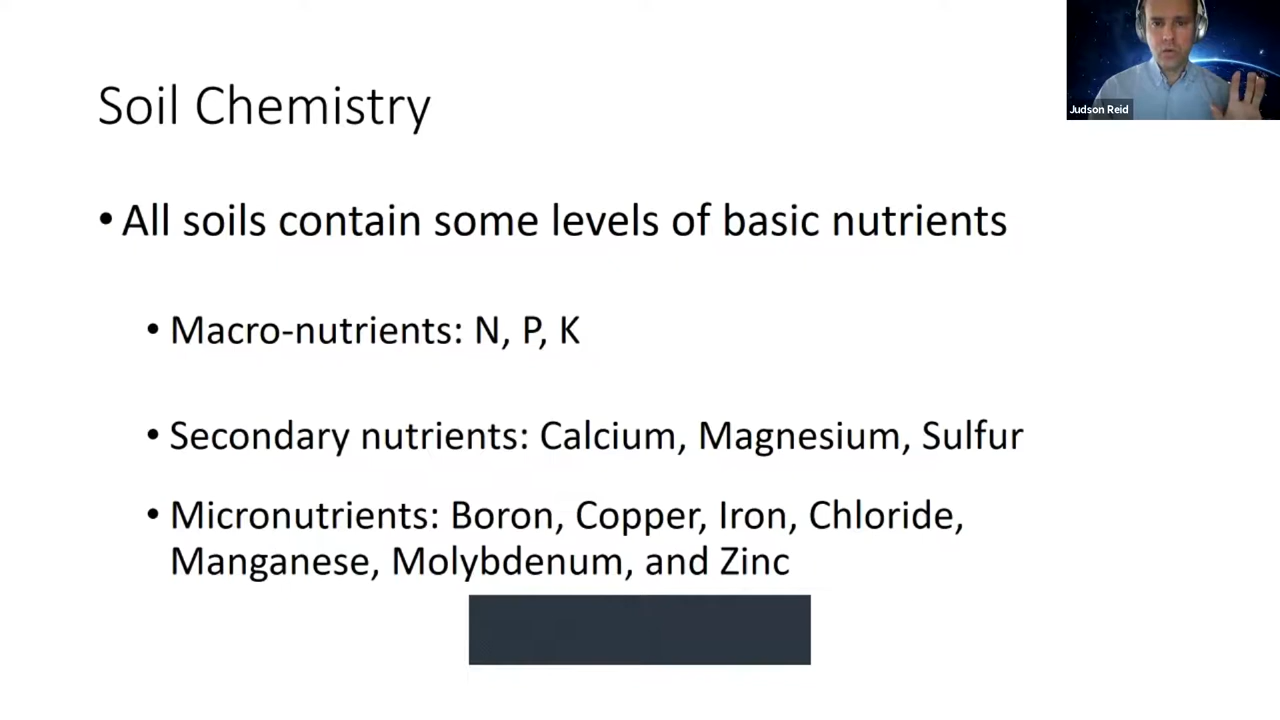 Soil Chemistry
Judson Reid
• All soils contain some levels of basic nutrients
• Macro-nutrients: N, P, K
• Secondary nutrients: Calcium, Magnesium, Sulfur
• Micronutrients: Boron, Copper, Iron, Chloride,
Manganese, Molybdenum, and Zinc